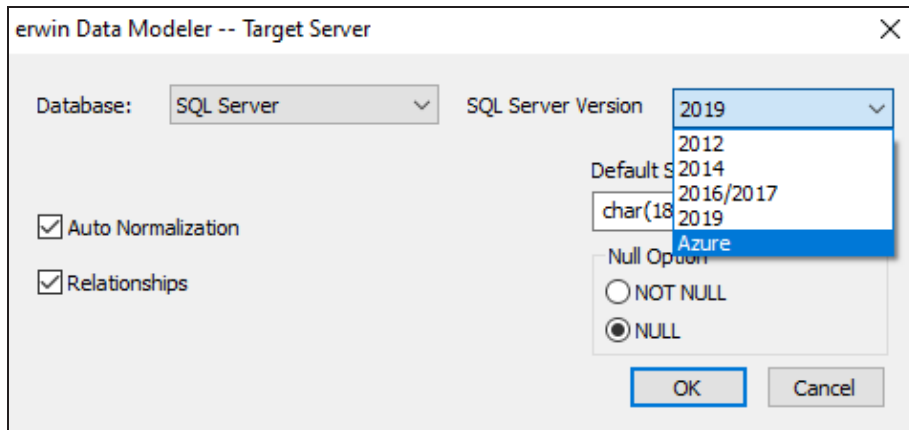 erwin Data Modeler -- Target Server
Database: SQL Server SQL Server Version 2019
2012
2014
2016/2017
2019
Azure
Default S
char(18
Auto Normalization
Relationships
Null Option
NOT NULL
NULL
OK Cancel